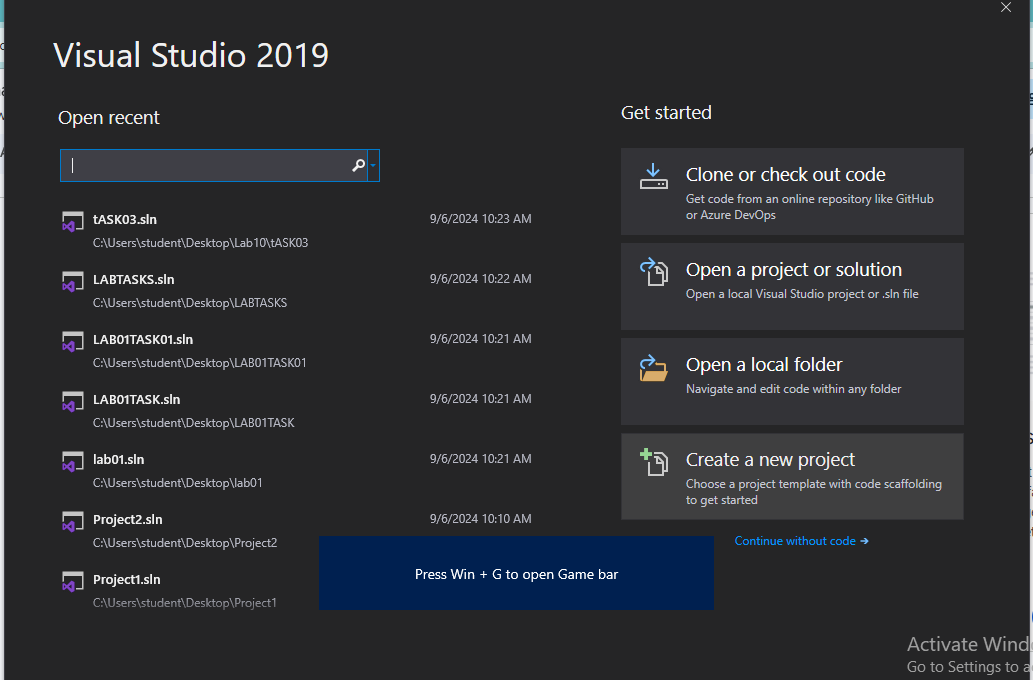 Visual Studio 2019
Open recent
tASK03.sln
9/6/2024 10:23 AM
C:\Users\student\Desktop\Lab10\tASK03
LABTASKS.sln
9/6/2024 10:22 AM
C:\Users\student\Desktop\LABTASKS
LAB01TASK01.sln
9/6/2024 10:21 AM
C:\Users\student\Desktop\LAB01TASK01
LAB01TASK.sln
9/6/2024 10:21 AM
C:\Users\student\Desktop\LAB01TASK
lab01.sln
9/6/2024 10:21 AM
C:\Users\student\Desktop\lab01
Project2.sln
9/6/2024 10:10 AM
C:\Users\student\Desktop\Project2
Project1.sln
C:\Users\student\Desktop\Project1
Get started
Clone or check out code
Get code from an online repository like GitHub
or Azure DevOps
Open a project or solution
Open a local Visual Studio project or .sln file
Open a local folder
Navigate and edit code within any folder
Create a new project
Choose a project template with code scaffolding
to get started
Continue without code
Press Win + G to open Game bar
Activate Wind
Go to Settings to a